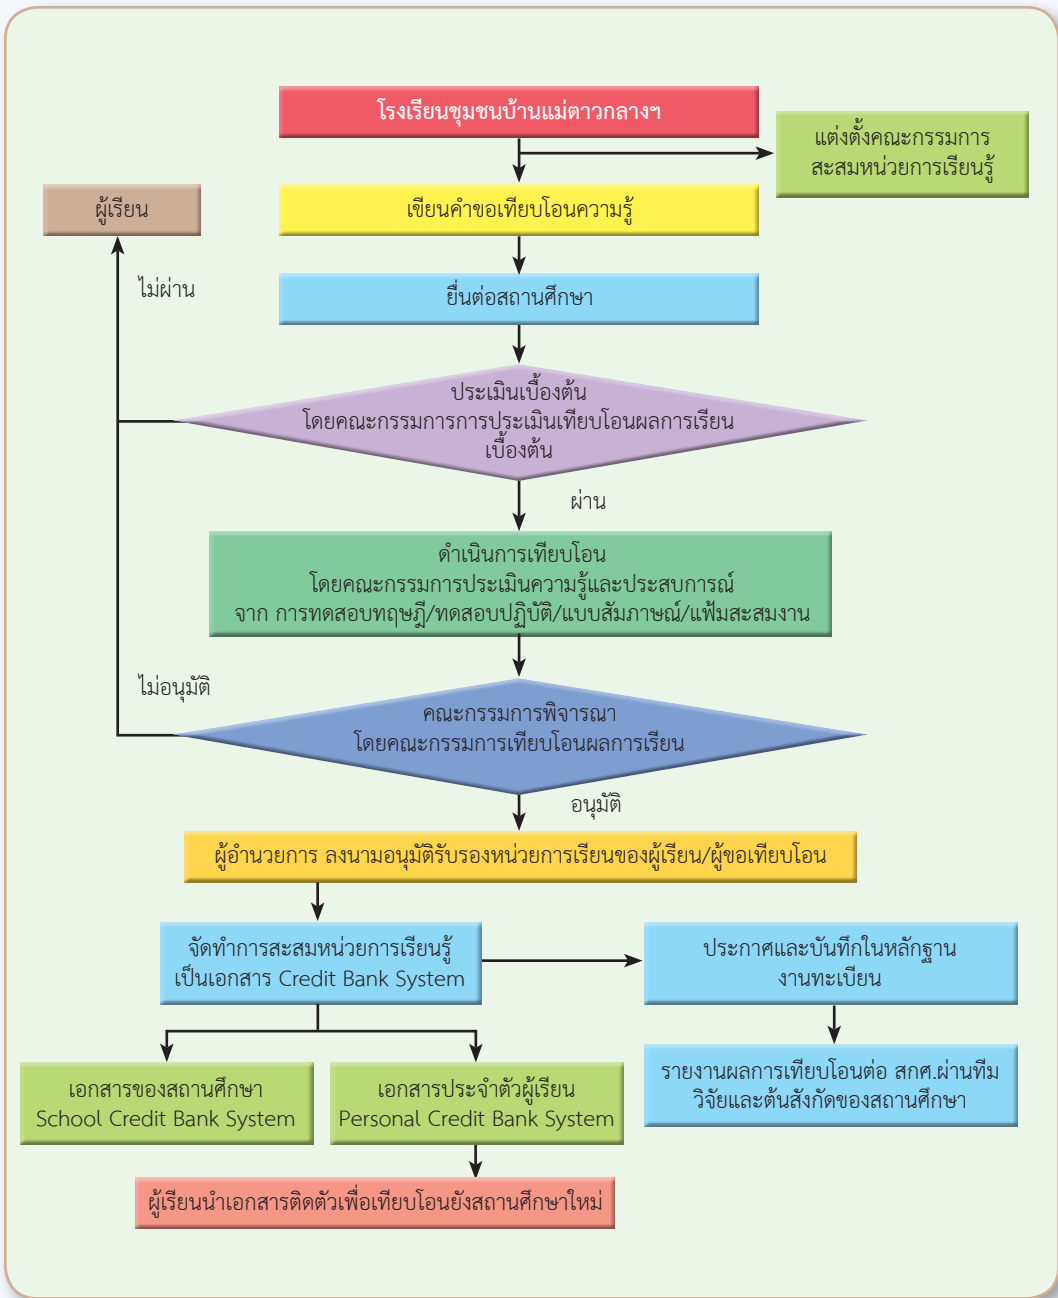 โรงเรียนชุมชนบ้านแม่ตาวกลางฯ
แต่งตั้งคณะกรรมการ
สะสมหน่วยการเรียนรู้
ผู้เรียน
เขียนคำขอเทียบโอนความรู้
ไม่ผ่าน
ยื่นต่อสถานศึกษา
ประเมินเบื้องต้น
โดยคณะกรรมการการประเมินเทียบโอนผลการเรียน
เบื้องต้น
ผ่าน
ดำเนินการเทียบโอน
โดยคณะกรรมการประเมินความรู้และประสบการณ์
จาก การทดสอบทฤษฎี/ทดสอบปฏิบัติ/แบบสัมภาษณ์/แฟ้มสะสมงาน
ไม่อนุมัติ
คณะกรรมการพิจารณา
โดยคณะกรรมการเทียบโอนผลการเรียน
อนุมัติ
ผู้อำนวยการ ลงนามอนุมัติรับรองหน่วยการเรียนของผู้เรียน/ผู้ขอเทียบโอน
จัดทำการสะสมหน่วยการเรียนรู้
เป็นเอกสาร Credit Bank System
ประกาศและบันทึกในหลักฐาน
งานทะเบียน
รายงานผลการเทียบโอนต่อ สกศ.ผ่านทีม
วิจัยและต้นสังกัดของสถานศึกษา
เอกสารของสถานศึกษา
School Credit Bank System
เอกสารประจำตัวผู้เรียน
Personal Credit Bank System
ผู้เรียนนำเอกสารติดตัวเพื่อเทียบโอนยังสถานศึกษาใหม่